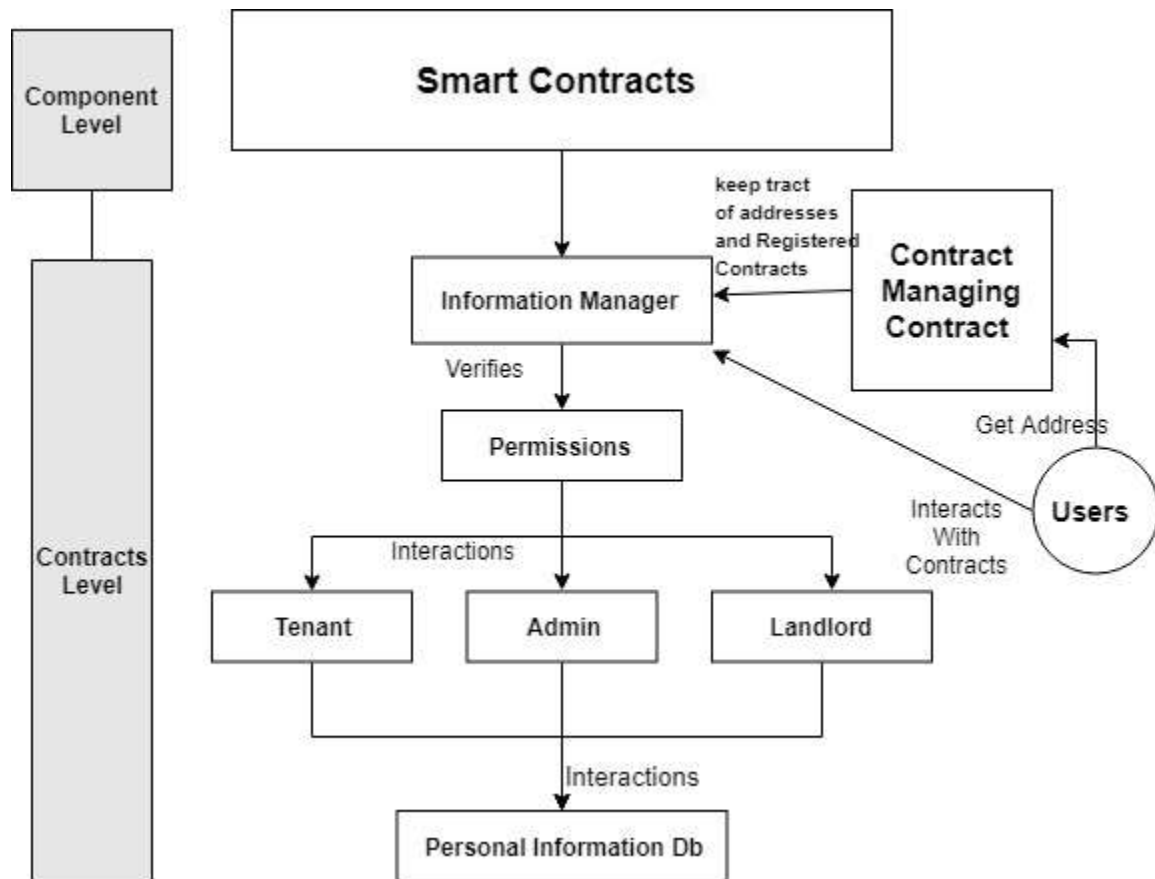 Smart Contracts
Component
Level
keep tract
of addresses
and Registered
Contracts
Contract
Managing
Contract
Information Manager
Verifies
Permissions
Get Address
Users
Interacts
With
Contracts
Contracts
Level
Interactions
Tenant
Admin
Landlord
Interactions
Personal Information Db